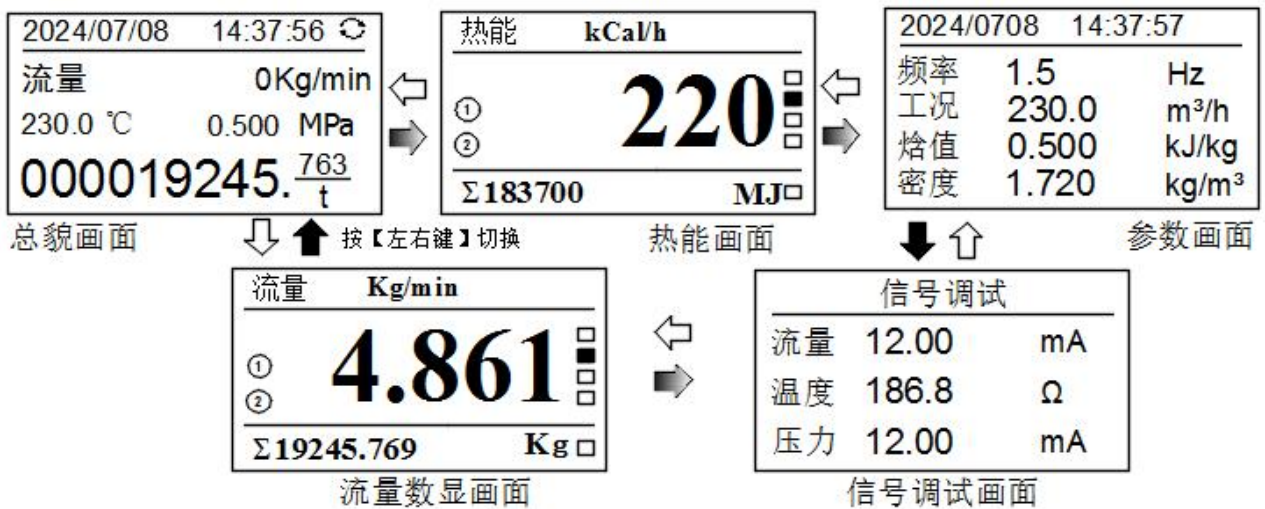 2024/07/08 14:37:56
流量 0Kg/min
230.0 ℃ 0.500 MPa
000019245. 763/t
总貌画面
热能 kCal/h
① 220
②
Σ183700 MJ
热能画面
2024/0708 14:37:57
频率 1.5 Hz
工况 230.0 m³/h
焓值 0.500 kJ/kg
密度 1.720 kg/m³
参数画面
按【左右键】切换
流量 Kg/min
① 4.861
②
Σ19245.769 Kg
流量数显画面
信号调试
流量 12.00 mA
温度 186.8 Ω
压力 12.00 mA
信号调试画面